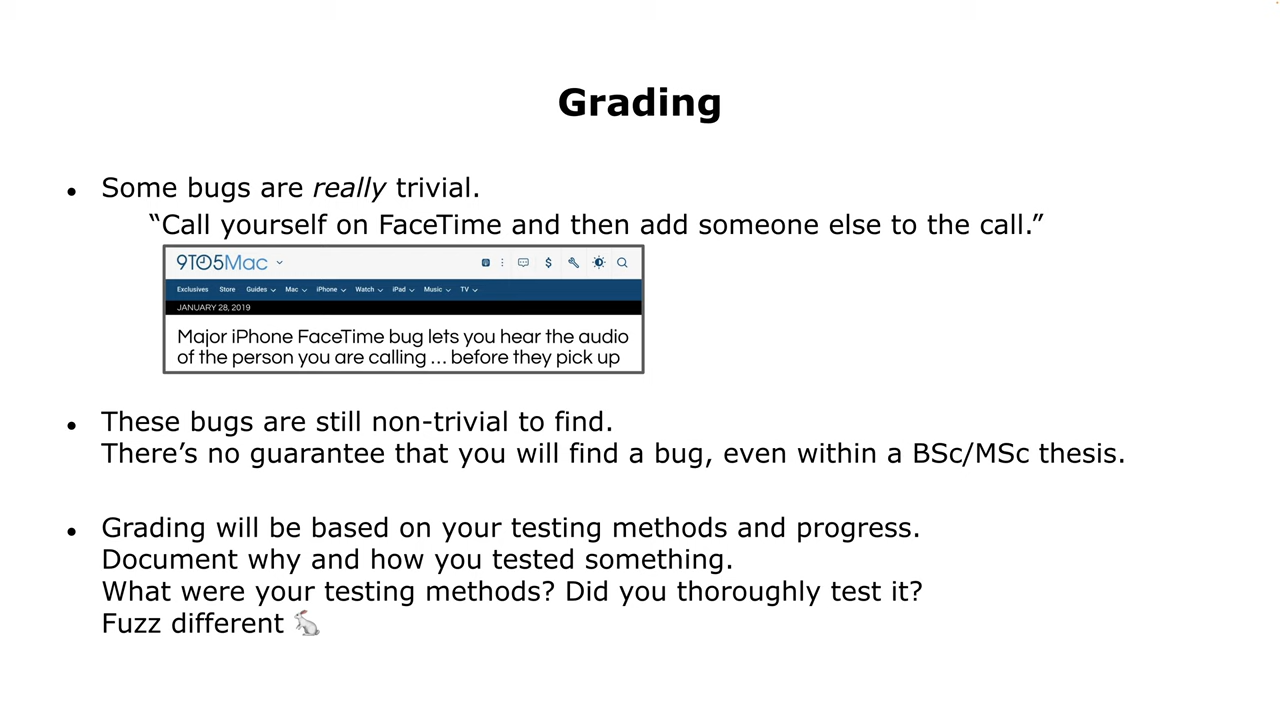 Grading
Some bugs are really trivial.
“Call yourself on FaceTime and then add someone else to the call.”
9TO5Mac
Exclusives Store Guides Mac iPhone Watch iPad Music TV
JANUARY 28, 2019
Major iPhone FaceTime bug lets you hear the audio
of the person you are calling … before they pick up
These bugs are still non-trivial to find.
There’s no guarantee that you will find a bug, even within a BSc/MSc thesis.
Grading will be based on your testing methods and progress.
Document why and how you tested something.
What were your testing methods? Did you thoroughly test it?
Fuzz different 🐇